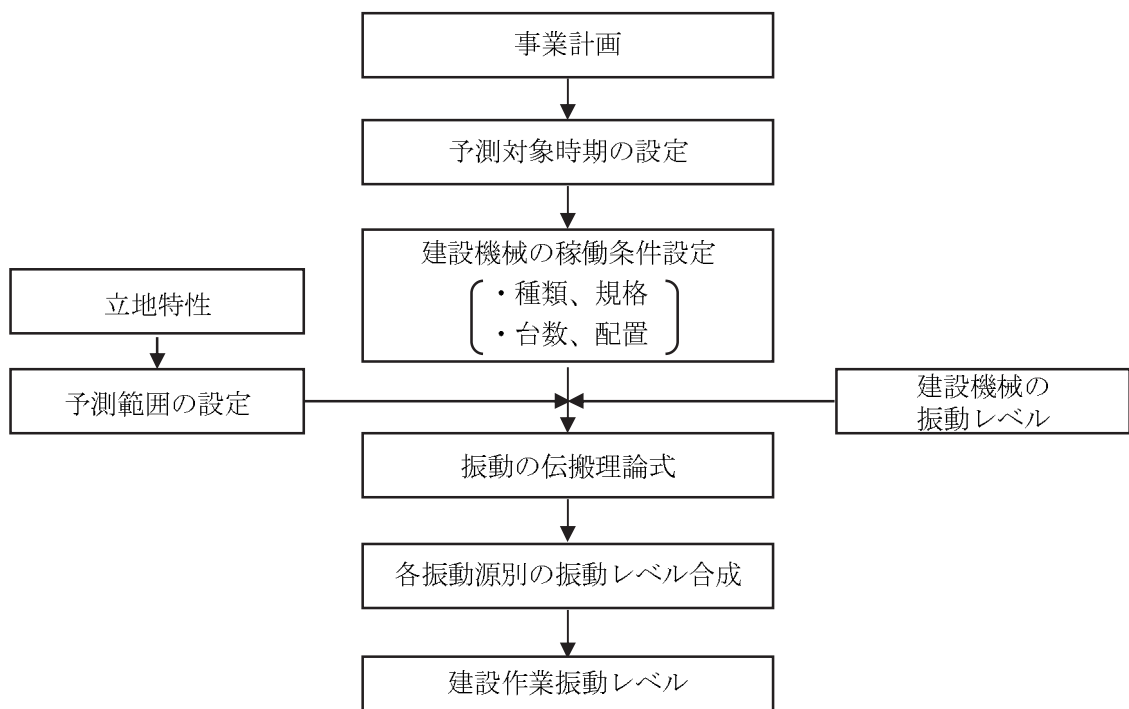 事業計画
予測対象時期の設定
建設機械の稼働条件設定
・種類、規格
・台数、配置
立地特性
予測範囲の設定
建設機械の
振動レベル
振動の伝搬理論式
各振動源別の振動レベル合成
建設作業振動レベル